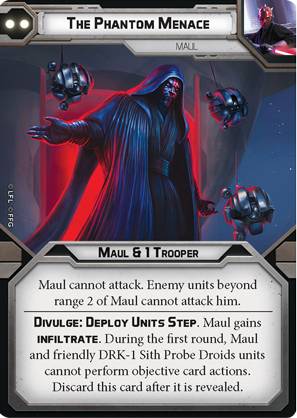 THE PHANTOM MENACE
MAUL
© LFL © FFG
MAUL & 1 TROOPER
Maul cannot attack. Enemy units beyond
range 2 of Maul cannot attack him.
DIVULGE: DEPLOY UNITS STEP. Maul gains
INFILTRATE. During the first round, Maul
and friendly DRK-1 Sith Probe Droids units
cannot perform objective card actions.
Discard this card after it is revealed.